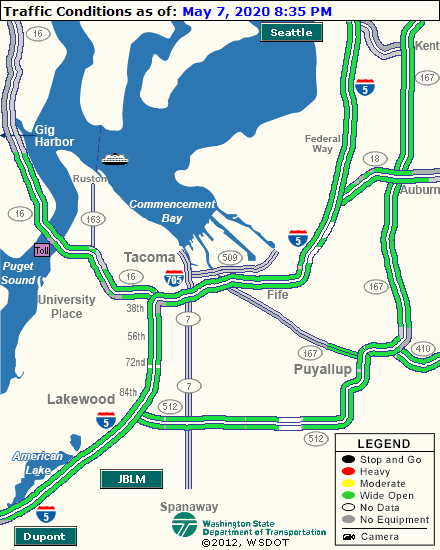 Traffic Conditions as of: May 7, 2020 8:35 PM
Seattle
16
Kent
167
5
Gig
Harbor
Federal
Way
18
Ruston
Auburn
16
163
Commencement
Bay
5
Toll
Tacoma
509
Puget
Sound
16
705
167
University
Place
Fife
38th
7
56th
167
410
72nd
Puyallup
7
84th
Lakewood
512
5
512
American
Lake
JBLM
Spanaway
5
Dupont
Washington State
Department of Transportation
©2012, WSDOT
LEGEND
Stop and Go
Heavy
Moderate
Wide Open
No Data
No Equipment
Camera